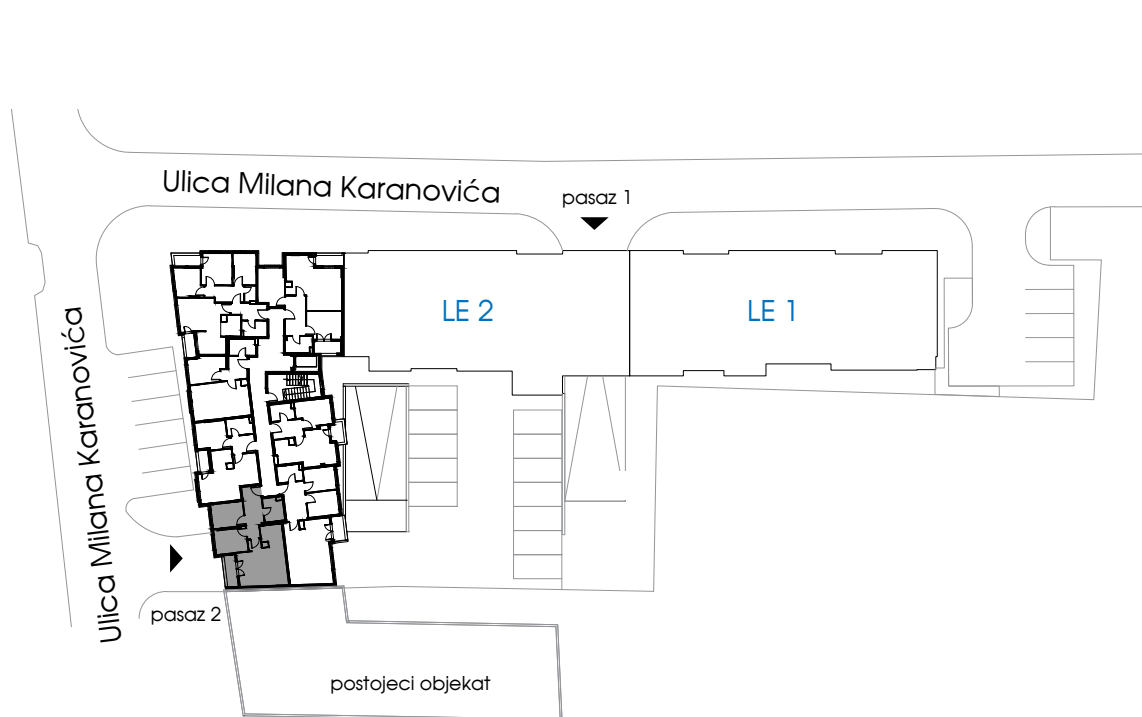 Ulica Milana Karanovića
pasaz 1
LE 2
LE 1
Ulica Milana Karanovića
pasaz 2
postojeci objekat